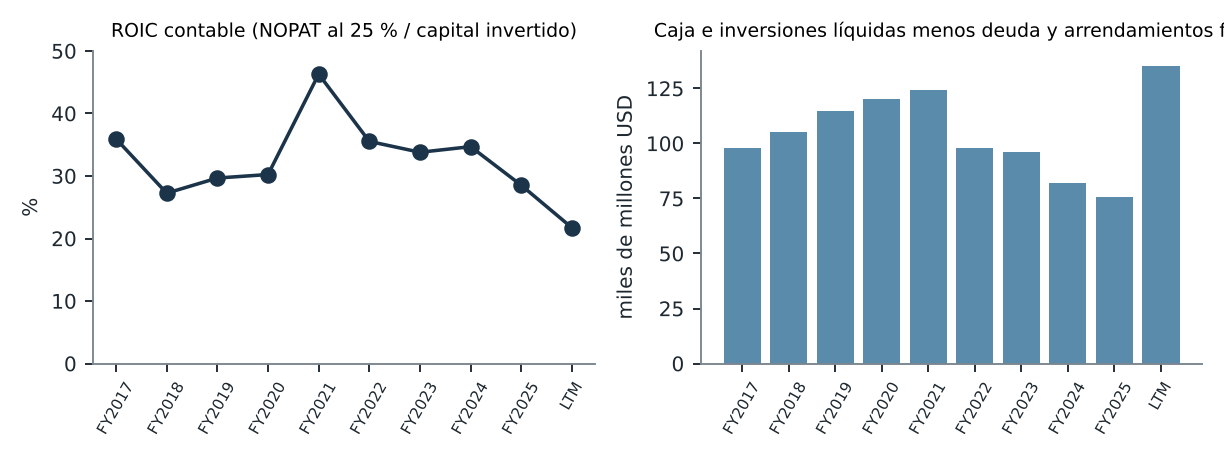 ROIC contable (NOPAT al 25 % / capital invertido)
50
40
30
20
10
0
%
FY2017
FY2018
FY2019
FY2020
FY2021
FY2022
FY2023
FY2024
FY2025
LTM
Caja e inversiones líquidas menos deuda y arrendamientos f
125
100
75
50
25
0
miles de millones USD
FY2017
FY2018
FY2019
FY2020
FY2021
FY2022
FY2023
FY2024
FY2025
LTM